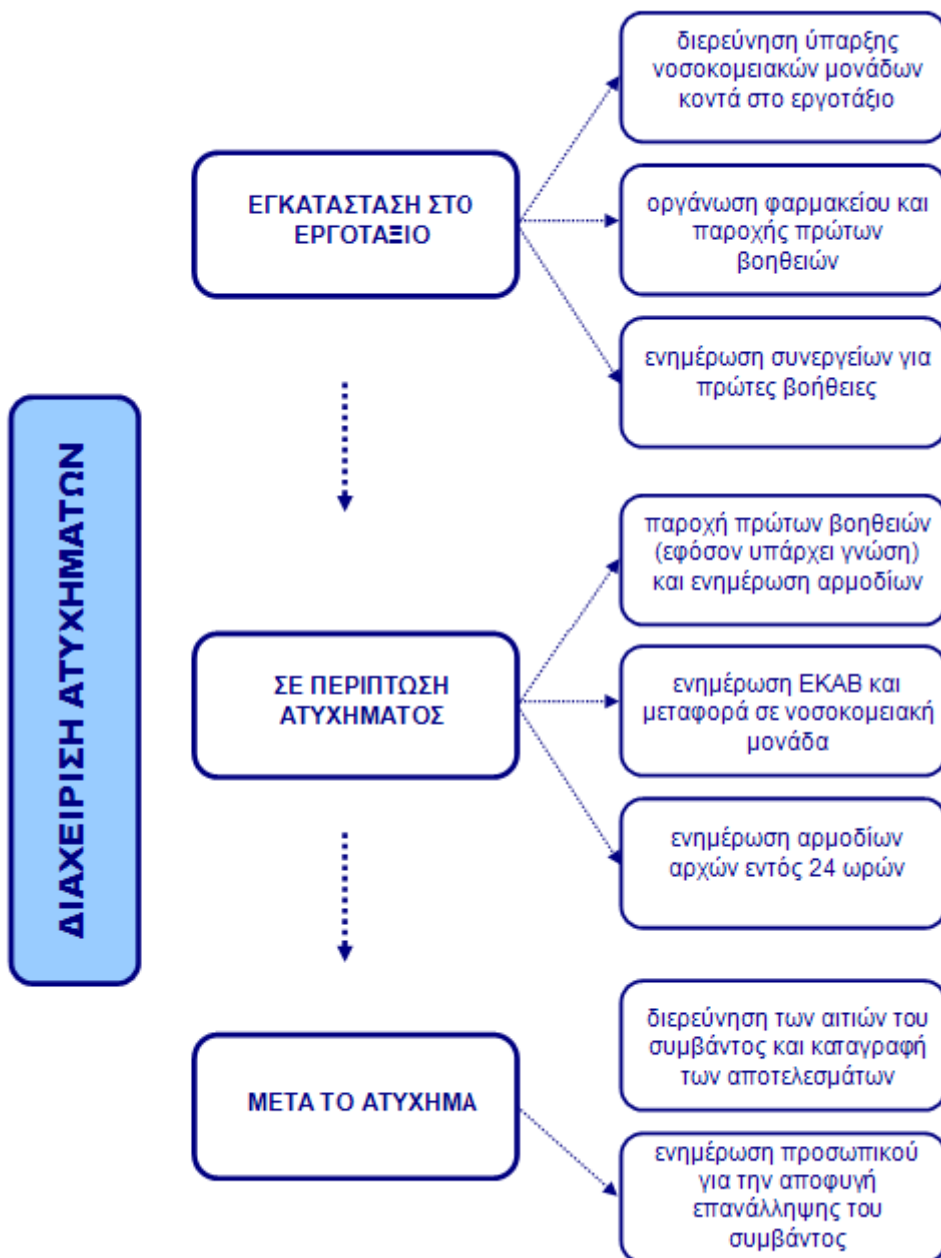 ΔΙΑΧΕΙΡΙΣΗ ΑΤΥΧΗΜΑΤΩΝ
ΕΓΚΑΤΑΣΤΑΣΗ ΣΤΟ
ΕΡΓΟΤΑΞΙΟ
διερεύνηση ύπαρξης
νοσοκομειακών μονάδων
κοντά στο εργοτάξιο
οργάνωση φαρμακείου και
παροχής πρώτων
βοηθειών
ενημέρωση συνεργείων για
πρώτες βοήθειες
ΣΕ ΠΕΡΙΠΤΩΣΗ
ΑΤΥΧΗΜΑΤΟΣ
παροχή πρώτων βοηθειών
(εφόσον υπάρχει γνώση)
και ενημέρωση αρμοδίων
ενημέρωση ΕΚΑΒ και
μεταφορά σε νοσοκομειακή
μονάδα
ενημέρωση αρμοδίων
αρχών εντός 24 ωρών
ΜΕΤΑ ΤΟ ΑΤΥΧΗΜΑ
διερεύνηση των αιτιών του
συμβάντος και καταγραφή
των αποτελεσμάτων
ενημέρωση προσωπικού
για την αποφυγή
επανάλληψης του
συμβάντος